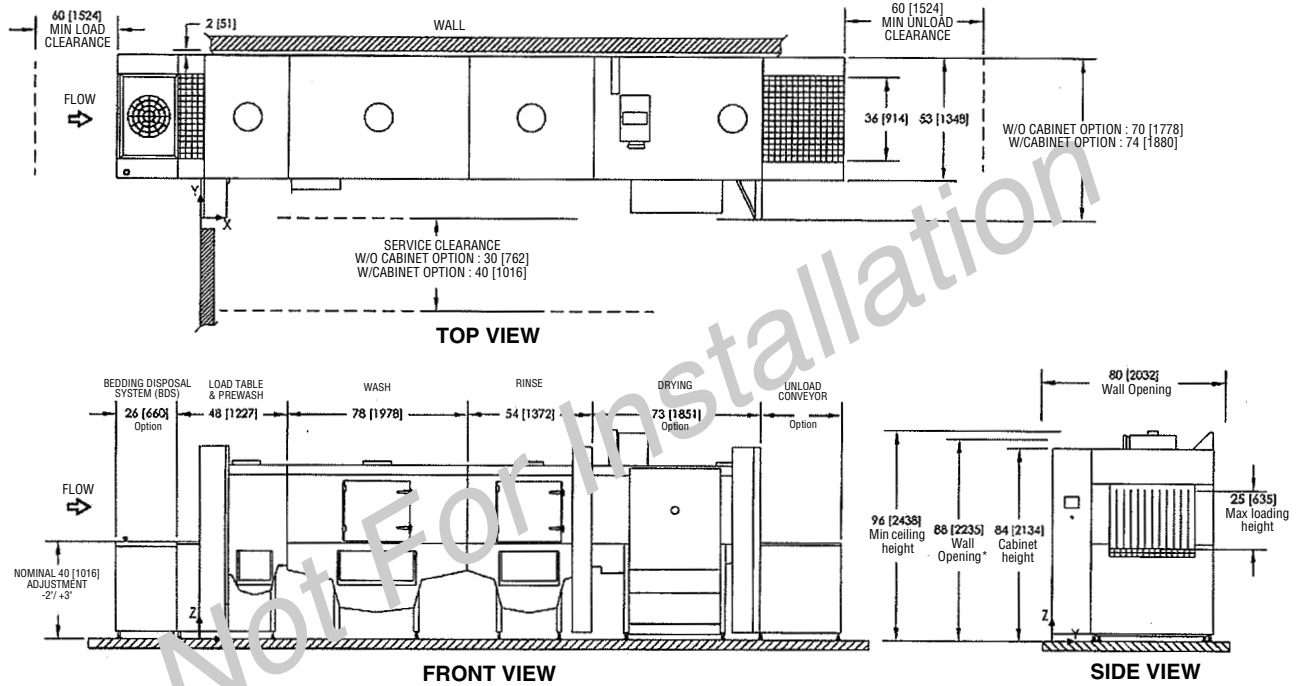 60 [1524]
MIN LOAD
CLEARANCE
2 [51]
WALL
60 [1524]
MIN UNLOAD
CLEARANCE
FLOW
36 [914]
53 [1348]
W/O CABINET OPTION : 70 [1778]
W/CABINET OPTION : 74 [1880]
Y
X
SERVICE CLEARANCE
W/O CABINET OPTION : 30 [762]
W/CABINET OPTION : 40 [1016]
TOP VIEW
BEDDING DISPOSAL
SYSTEM (BDS)
26 [660]
Option
LOAD TABLE
& PREWASH
48 [1227]
WASH
78 [1978]
RINSE
54 [1372]
DRYING
73 [1851]
Option
UNLOAD
CONVEYOR
Option
FLOW
NOMINAL 40 [1016]
ADJUSTMENT
-2"/ +3"
Z
FRONT VIEW
80 [2032]
Wall Opening
96 [2438]
Min ceiling
height
88 [2235]
Wall
Opening*
84 [2134]
Cabinet
height
25 [635]
Max loading
height
Z
Y
SIDE VIEW
Not For Installation